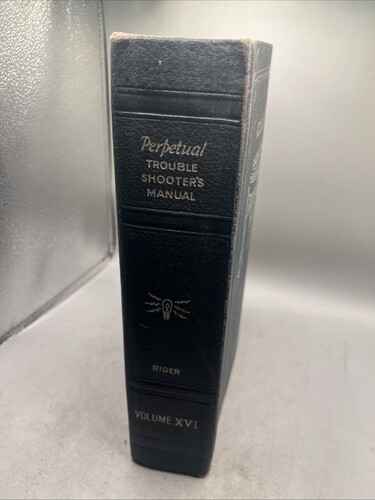 Perpetual
TROUBLE
SHOOTER'S
MANUAL
RIDER
VOLUME XVI